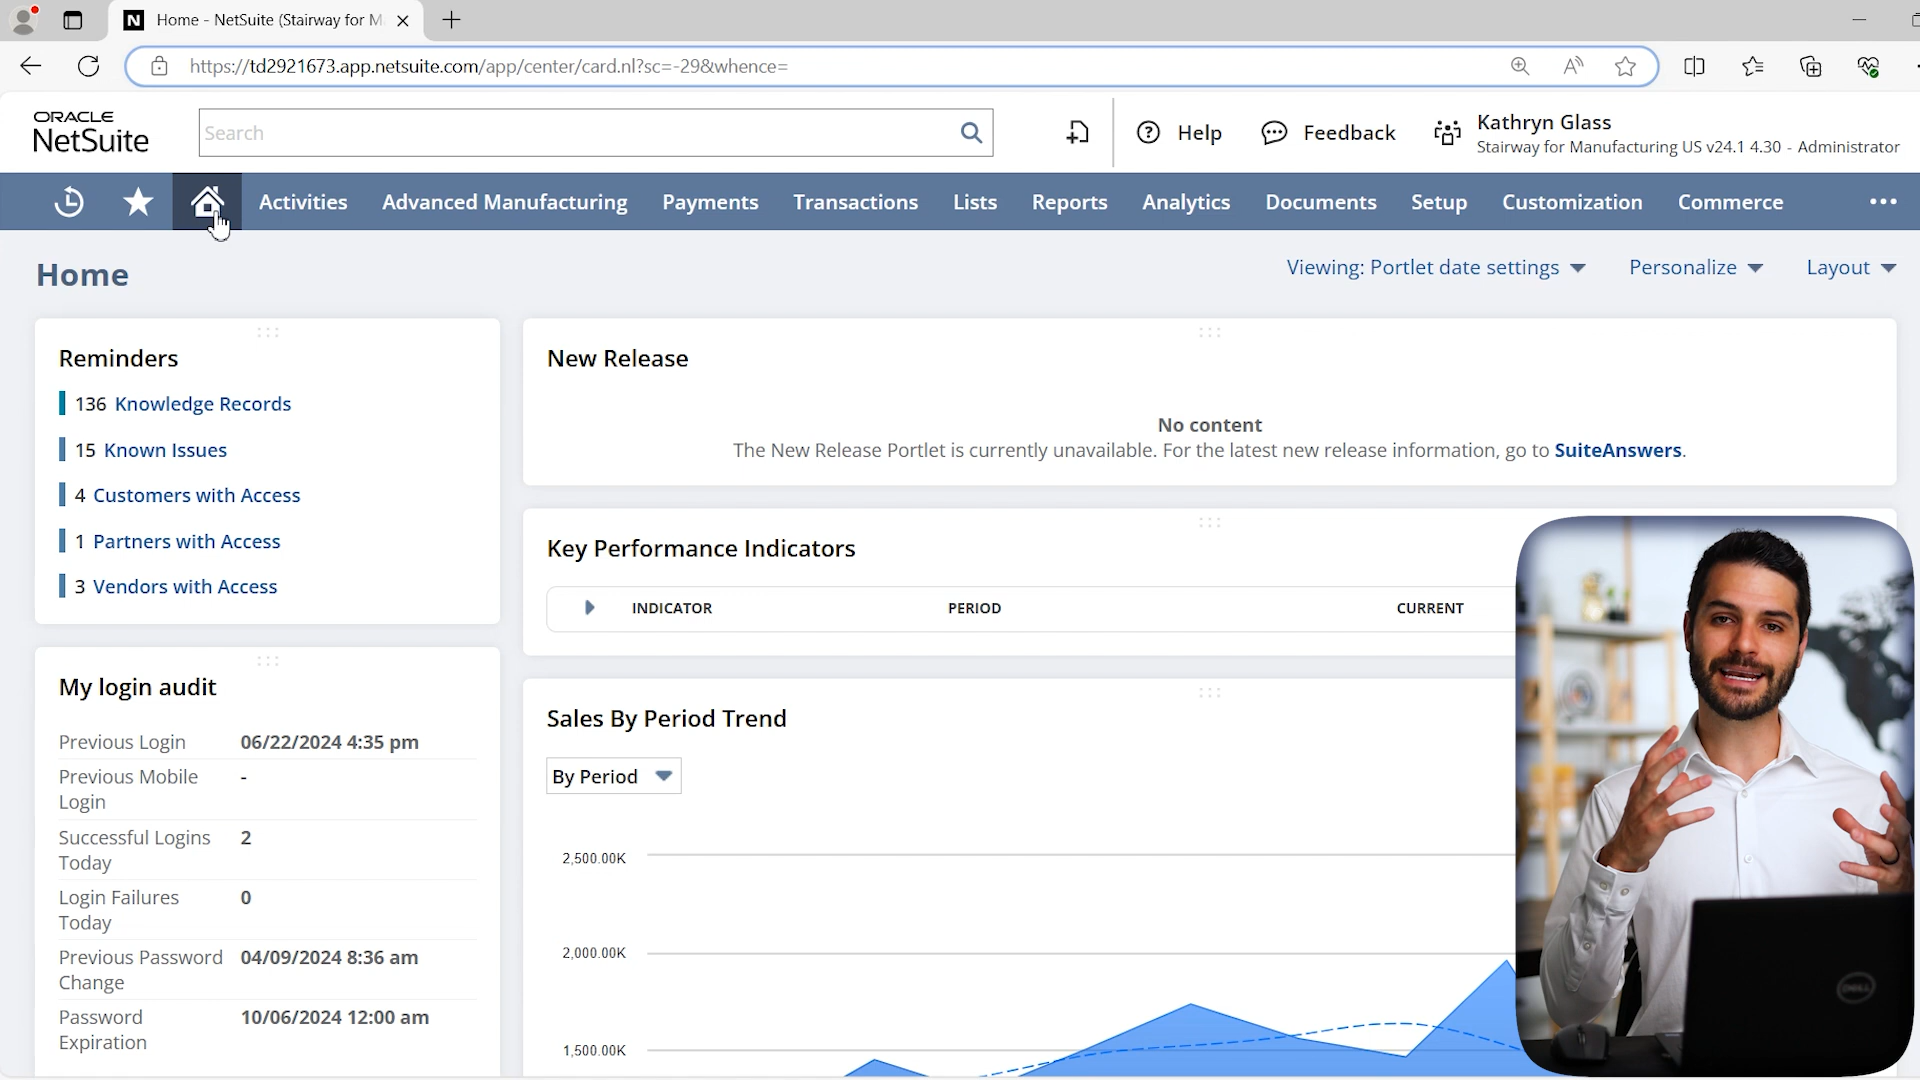 Home - NetSuite (Stairway for M
https://td2921673.app.netsuite.com/app/center/card.nl?sc=-29&whence=
ORACLE
NetSuite
Search
Help
Feedback
Kathryn Glass
Stairway for Manufacturing US v24.1 4.30 - Administrator
Activities
Advanced Manufacturing
Payments
Transactions
Lists
Reports
Analytics
Documents
Setup
Customization
Commerce
Home
Viewing: Portlet date settings
Personalize
Layout
Reminders
136 Knowledge Records
15 Known Issues
4 Customers with Access
1 Partners with Access
3 Vendors with Access
My login audit
Previous Login 06/22/2024 4:35 pm
Previous Mobile -
Login
Successful Logins 2
Today
Login Failures 0
Today
Previous Password 04/09/2024 8:36 am
Change
Password 10/06/2024 12:00 am
Expiration
New Release
No content
The New Release Portlet is currently unavailable. For the latest new release information, go to SuiteAnswers.
Key Performance Indicators
INDICATOR PERIOD CURRENT
Sales By Period Trend
By Period
2,500.00K
2,000.00K
1,500.00K
DELL